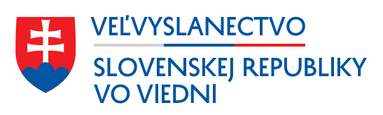 VEĽVYSLANECTVO
SLOVENSKEJ REPUBLIKY
VO VIEDNI